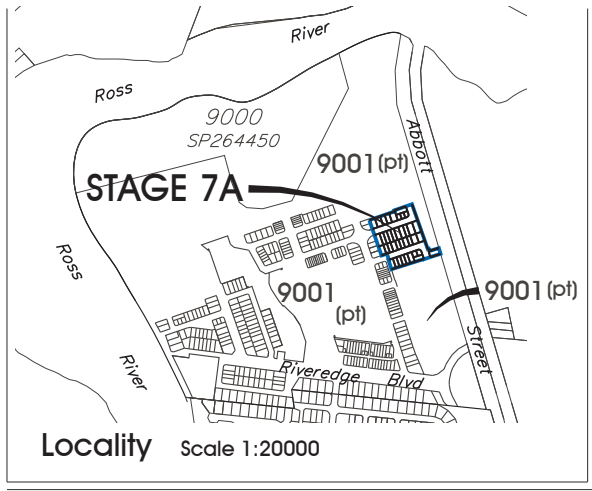 River
Ross
9000
SP264450
Abbott
9001(pt)
STAGE 7A
Ross
9001
(pt)
9001(pt)
Street
River
Riveredge Blvd
Locality Scale 1:20000